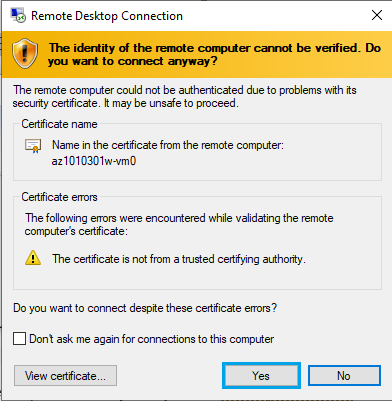 Remote Desktop Connection
The identity of the remote computer cannot be verified. Do
you want to connect anyway?
The remote computer could not be authenticated due to problems with its
security certificate. It may be unsafe to proceed.
Certificate name
Name in the certificate from the remote computer:
az1010301w-vm0
Certificate errors
The following errors were encountered while validating the remote
computer's certificate:
The certificate is not from a trusted certifying authority.
Do you want to connect despite these certificate errors?
Don't ask me again for connections to this computer
View certificate...
Yes
No